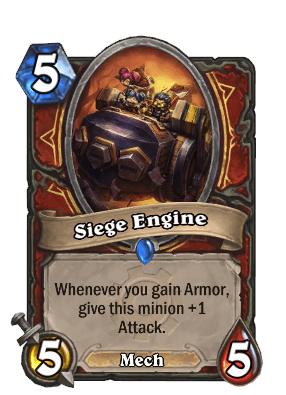 5
Siege Engine
Whenever you gain Armor,
give this minion +1
Attack.
5
Mech
5